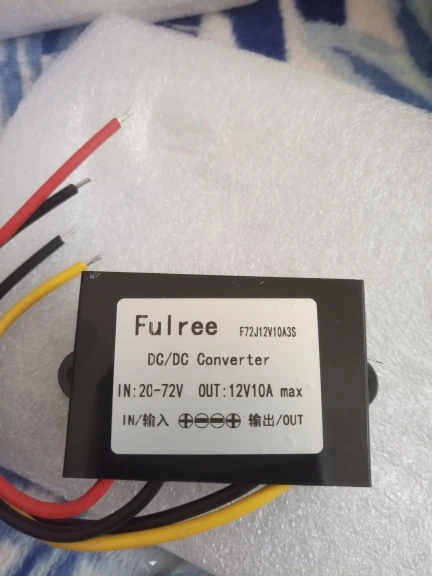 Fulree F72J12V10A3S
DC/DC Converter
IN:20-72V OUT:12V10A max
IN/输入 ⊕⊖⊖⊕ 输出/OUT